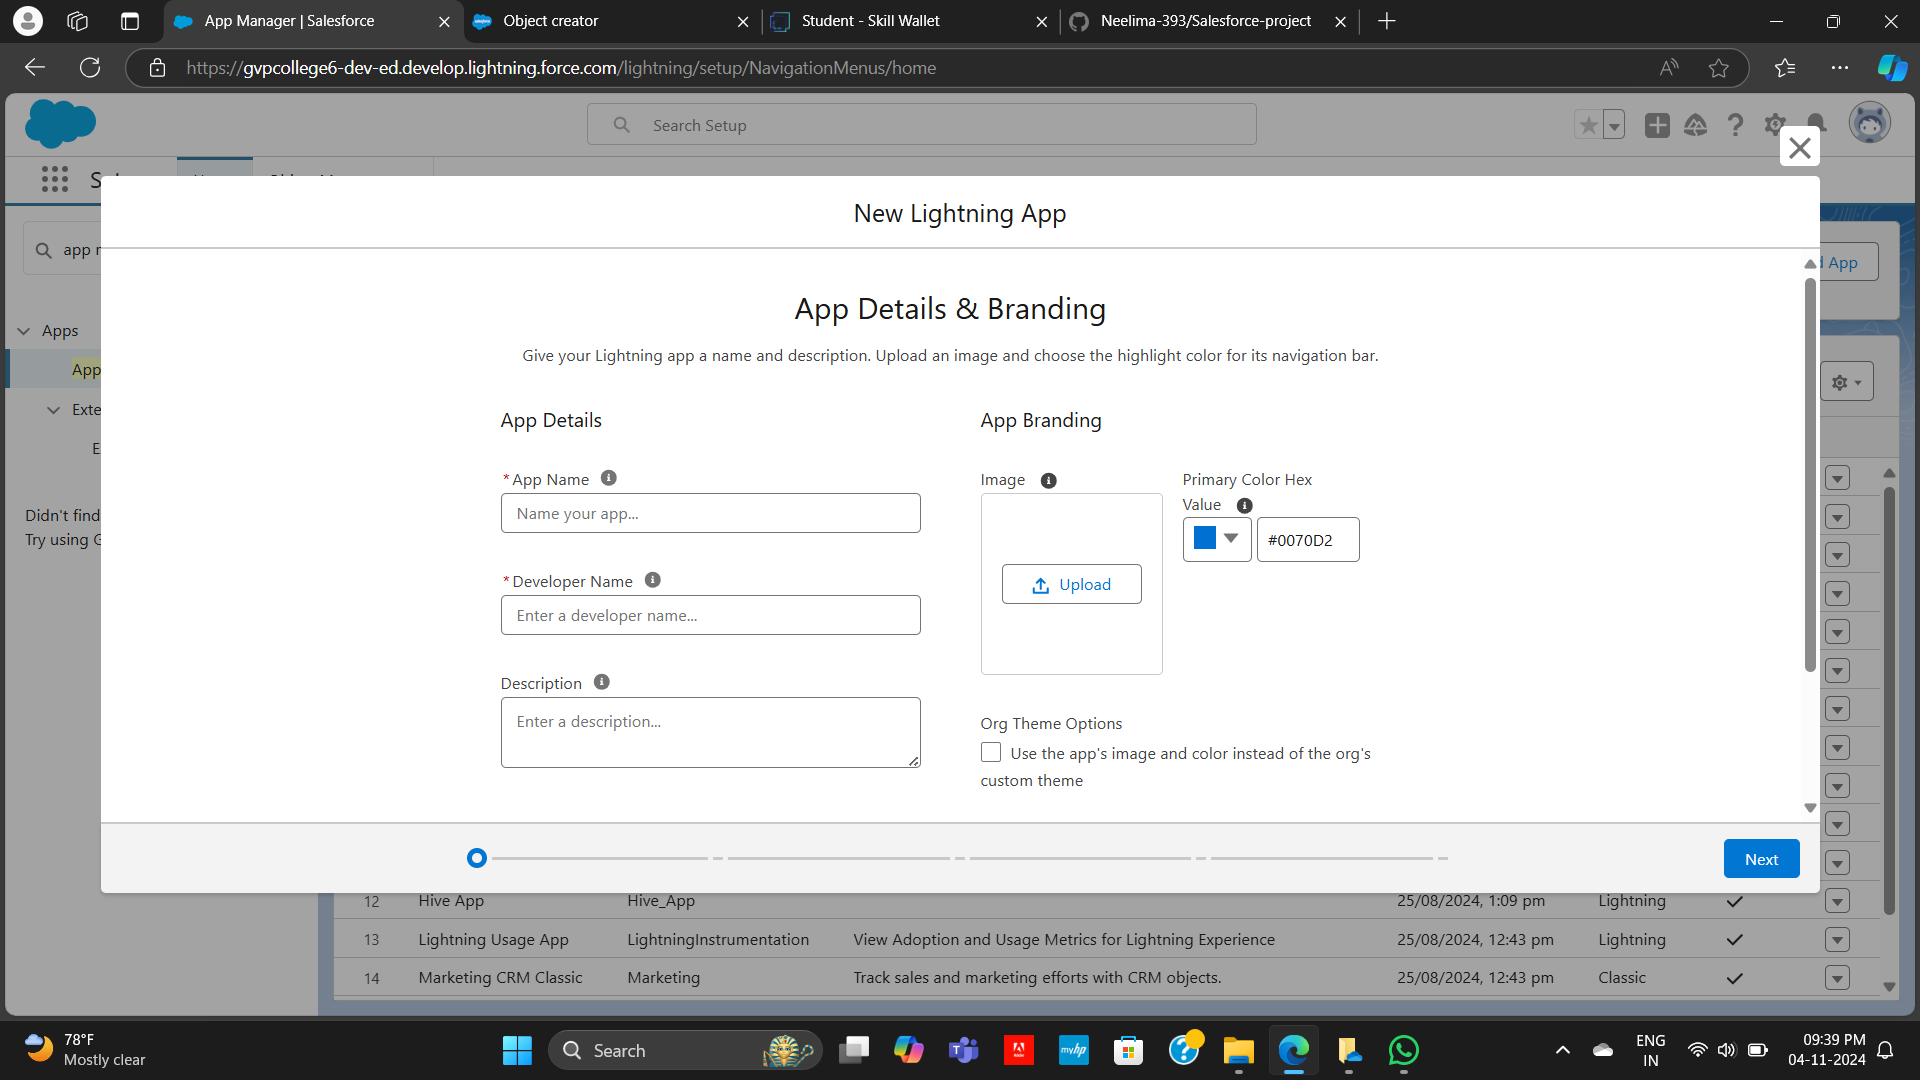 App Manager | Salesforce
Object creator
Student - Skill Wallet
Neelima-393/Salesforce-project
https://gvpcollege6-dev-ed.develop.lightning.force.com/lightning/setup/NavigationMenus/home
Search Setup
New Lightning App
app
App
Apps
App
Exte
E
Didn't find
Try using
App Details & Branding
Give your Lightning app a name and description. Upload an image and choose the highlight color for its navigation bar.
App Details
App Branding
*App Name
Name your app...
Image
Primary Color Hex
Value
#0070D2
Upload
*Developer Name
Enter a developer name...
Description
Enter a description...
Org Theme Options
Use the app's image and color instead of the org's
custom theme
Next
12 Hive App Hive_App 25/08/2024, 1:09 pm Lightning
13 Lightning Usage App LightningInstrumentation View Adoption and Usage Metrics for Lightning Experience 25/08/2024, 12:43 pm Lightning
14 Marketing CRM Classic Marketing Track sales and marketing efforts with CRM objects. 25/08/2024, 12:43 pm Classic
78°F
Mostly clear
Search
myhp
ENG
IN
09:39 PM
04-11-2024